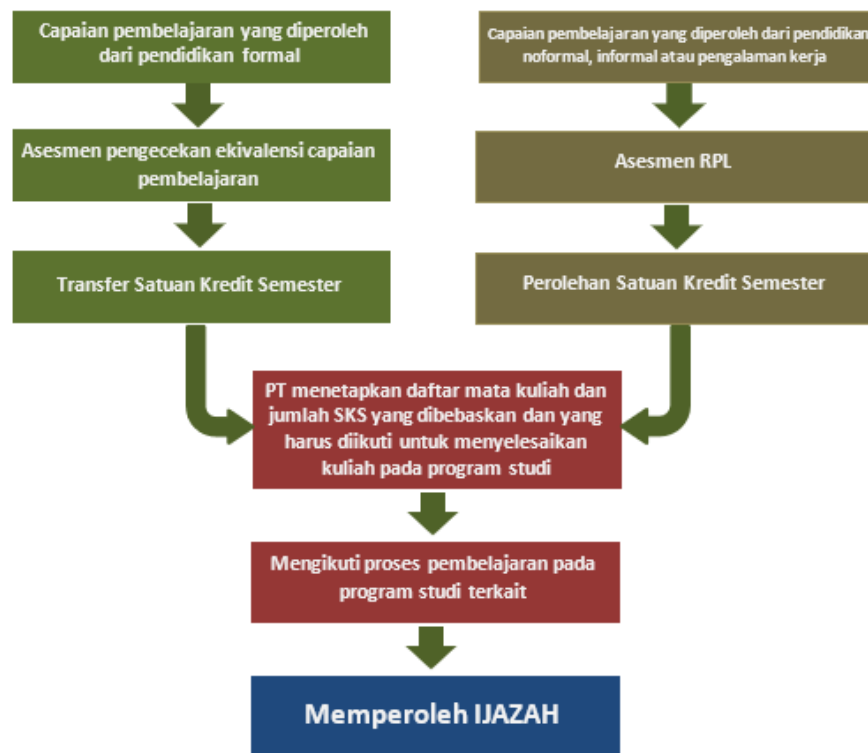 Capaian pembelajaran yang diperoleh
dari pendidikan formal
Asesmen pengecekan ekivalensi capaian
pembelajaran
Transfer Satuan Kredit Semester
Capaian pembelajaran yang diperoleh dari pendidikan
noformal, informal atau pengalaman kerja
Asesmen RPL
Perolehan Satuan Kredit Semester
PT menetapkan daftar mata kuliah dan
jumlah SKS yang dibebaskan dan yang
harus diikuti untuk menyelesaikan
kuliah pada program studi
Mengikuti proses pembelajaran pada
program studi terkait
Memperoleh IJAZAH